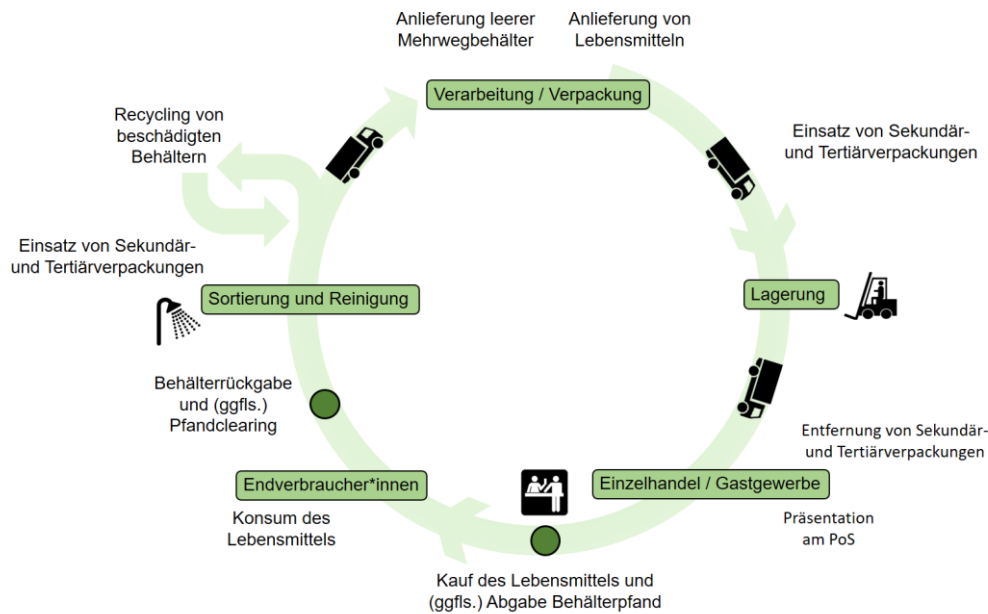 Anlieferung leerer
Mehrwegbehälter
Anlieferung von
Lebensmitteln
Verarbeitung / Verpackung
Recycling von
beschädigten
Behältern
Einsatz von Sekundär-
und Tertiärverpackungen
Einsatz von Sekundär-
und Tertiärverpackungen
Sortierung und Reinigung
Lagerung
Behälterrückgabe
und (ggfls.)
Pfandclearing
Entfernung von Sekundär-
und Tertiärverpackungen
Endverbraucher*innen
Einzelhandel / Gastgewerbe
Konsum des
Lebensmittels
Präsentation
am PoS
Kauf des Lebensmittels und
(ggfls.) Abgabe Behälterpfand